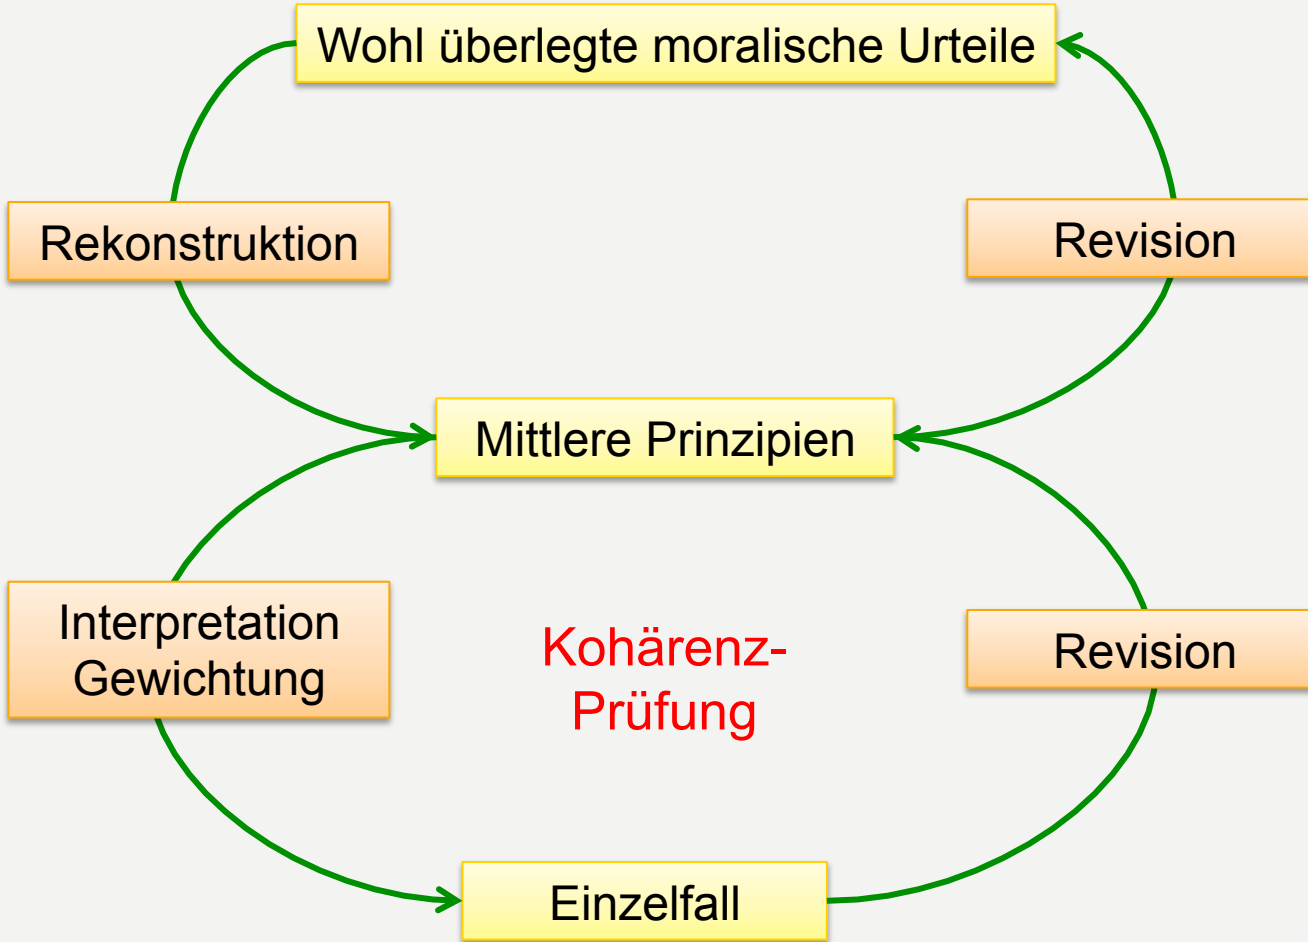 Wohl überlegte moralische Urteile
Rekonstruktion
Revision
Mittlere Prinzipien
Interpretation
Gewichtung
Kohärenz-
Prüfung
Revision
Einzelfall